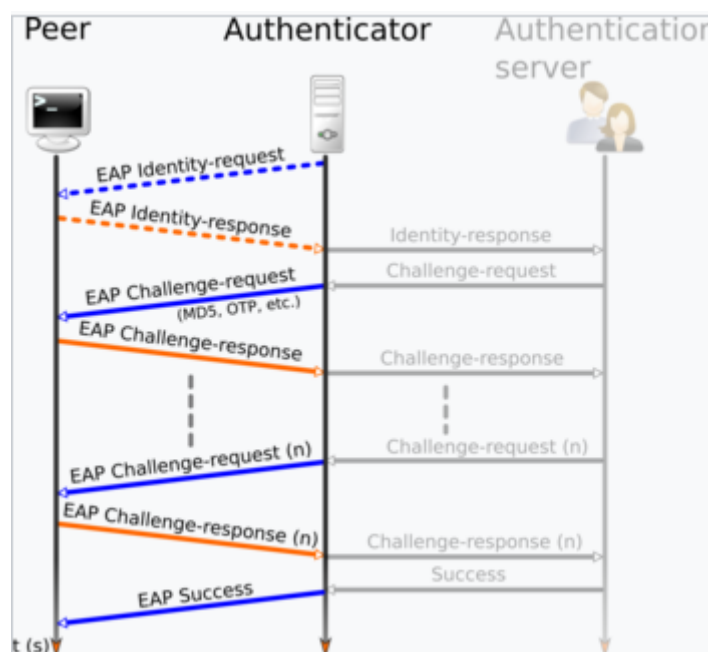 Peer
Authenticator
Authentication
server
>_
EAP Identity-request
EAP Identity-response
Identity-response
Challenge-request
EAP Challenge-request
(MD5, OTP, etc.)
EAP Challenge-response
Challenge-response
Challenge-request (n)
EAP Challenge-request (n)
EAP Challenge-response (n)
Challenge-response (n)
Success
EAP Success
t (s)